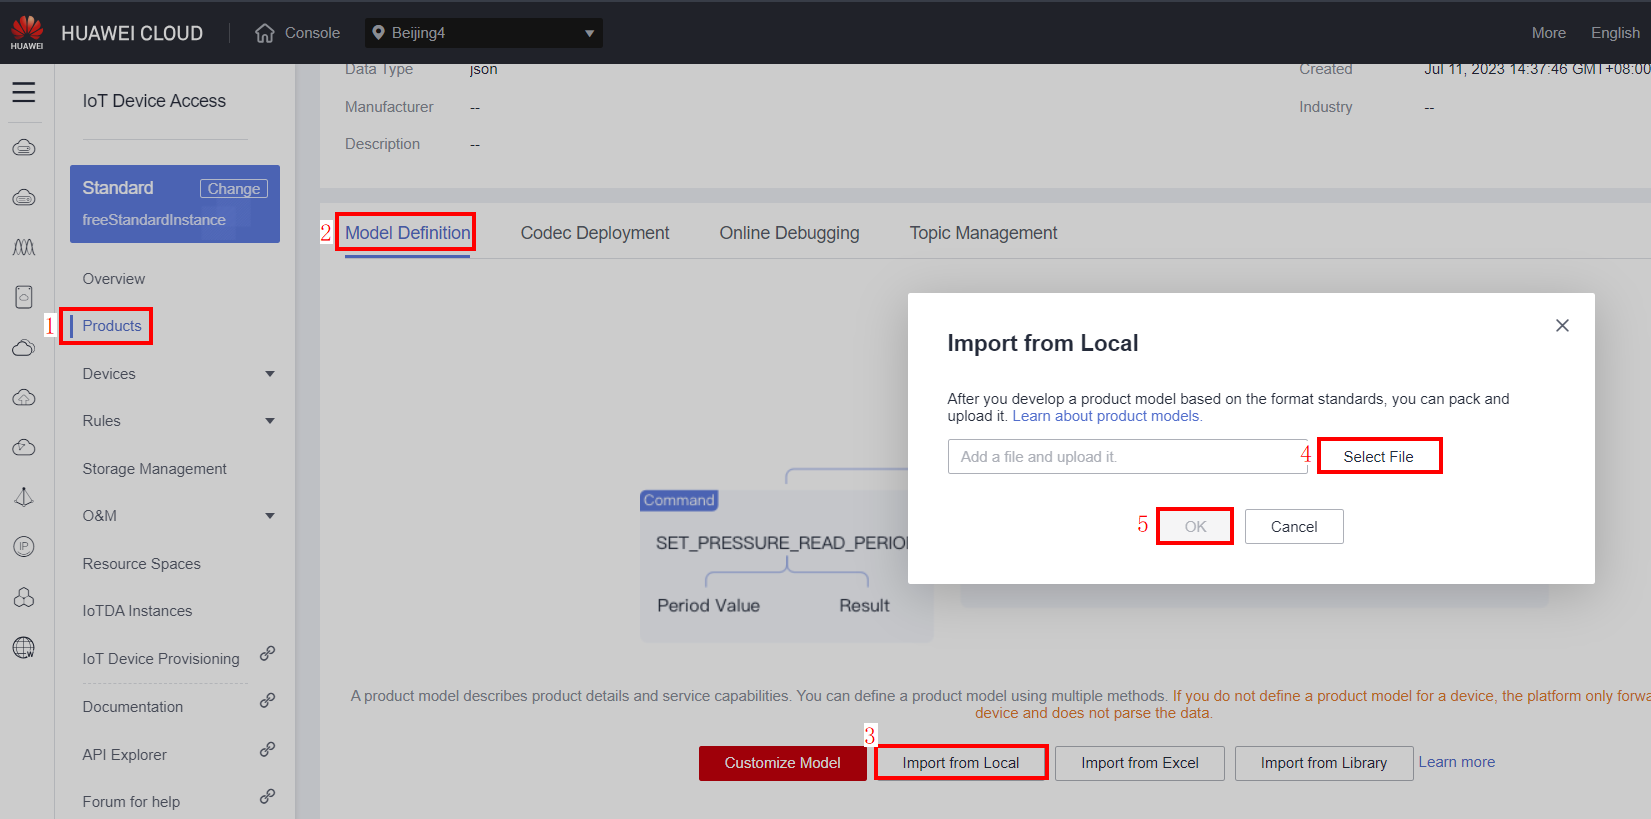 HUAWEI
HUAWEI CLOUD
Console
Beijing4
More
English
IoT Device Access
Standard
Change
freeStandardInstance
Overview
1
Products
Devices
Rules
Storage Management
O&M
Resource Spaces
IoTDA Instances
IoT Device Provisioning
Documentation
API Explorer
Forum for help
IP
W
Data Type
json
Created
Jul 11, 2023 14:37:46 GMT+08:00
Manufacturer
--
Industry
--
Description
--
2
Model Definition
Codec Deployment
Online Debugging
Topic Management
Import from Local
After you develop a product model based on the format standards, you can pack and
upload it. Learn about product models.
Add a file and upload it.
4
Select File
5
OK
Cancel
Command
SET_PRESSURE_READ_PERIO
Period Value
Result
A product model describes product details and service capabilities. You can define a product model using multiple methods. If you do not define a product model for a device, the platform only forwa
device and does not parse the data.
3
Customize Model
Import from Local
Import from Excel
Import from Library
Learn more